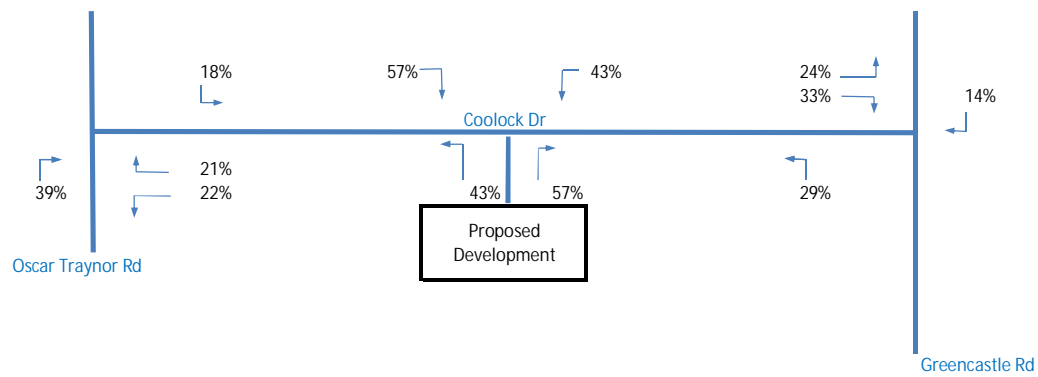 18%
57%
43%
24%
33%
14%
Coolock Dr
39%
21%
22%
43%
57%
29%
Proposed
Development
Oscar Traynor Rd
Greencastle Rd